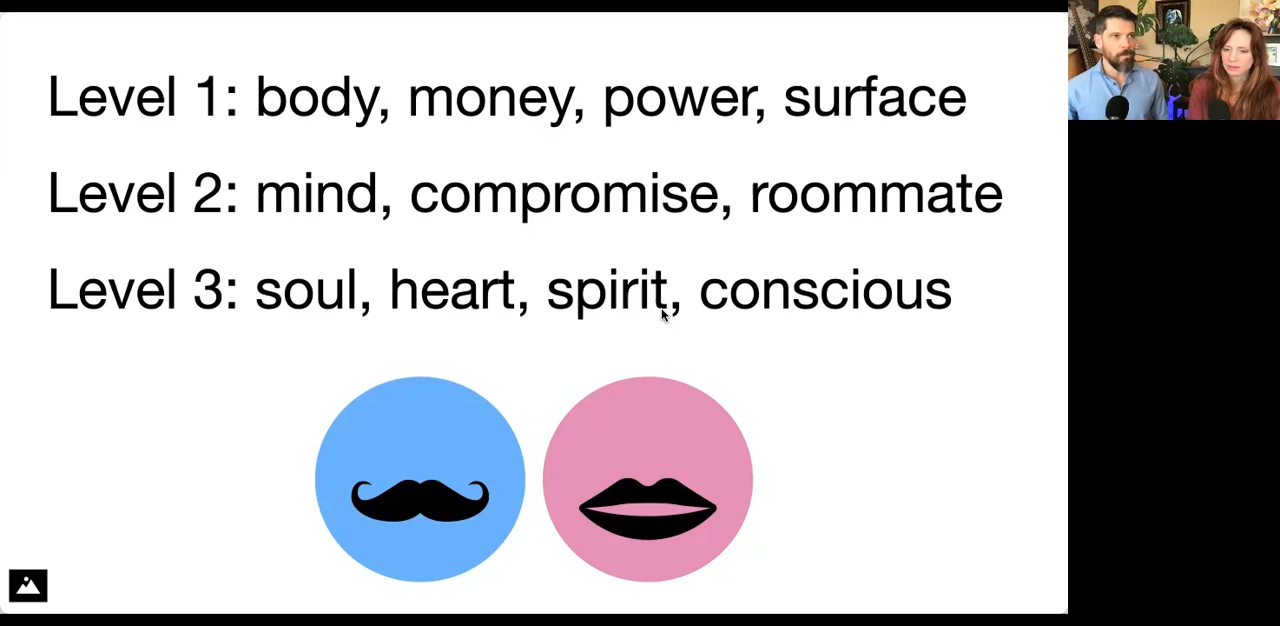 Level 1: body, money, power, surface
Level 2: mind, compromise, roommate
Level 3: soul, heart, spirit, conscious